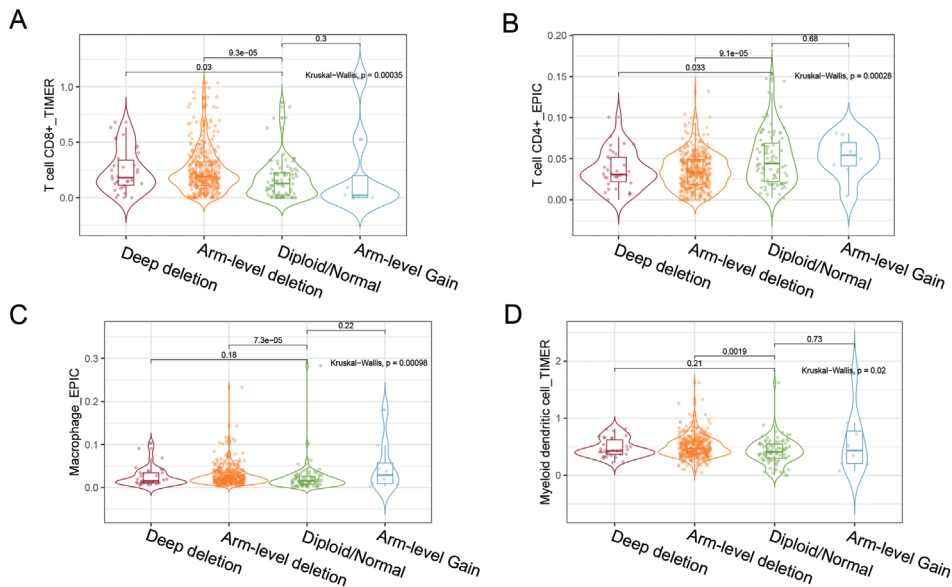 A
T cell CD8+_TIMER
1.0
0.5
0.0
0.3
9.3e-05
0.03
Kruskal-Wallis, p = 0.00035
Deep deletion
Arm-level deletion
Diploid/Normal
Arm-level Gain
B
T cell CD4+_EPIC
0.20
0.15
0.10
0.05
0.00
0.68
9.1e-05
0.033
Kruskal-Wallis, p = 0.00028
Deep deletion
Arm-level deletion
Diploid/Normal
Arm-level Gain
C
Macrophage_EPIC
0.3
0.2
0.1
0.0
0.22
7.3e-05
0.18
Kruskal-Wallis, p = 0.00098
Deep deletion
Arm-level deletion
Diploid/Normal
Arm-level Gain
D
Myeloid dendritic cell_TIMER
2
1
0
0.73
0.0019
0.21
Kruskal-Wallis, p = 0.02
Deep deletion
Arm-level deletion
Diploid/Normal
Arm-level Gain